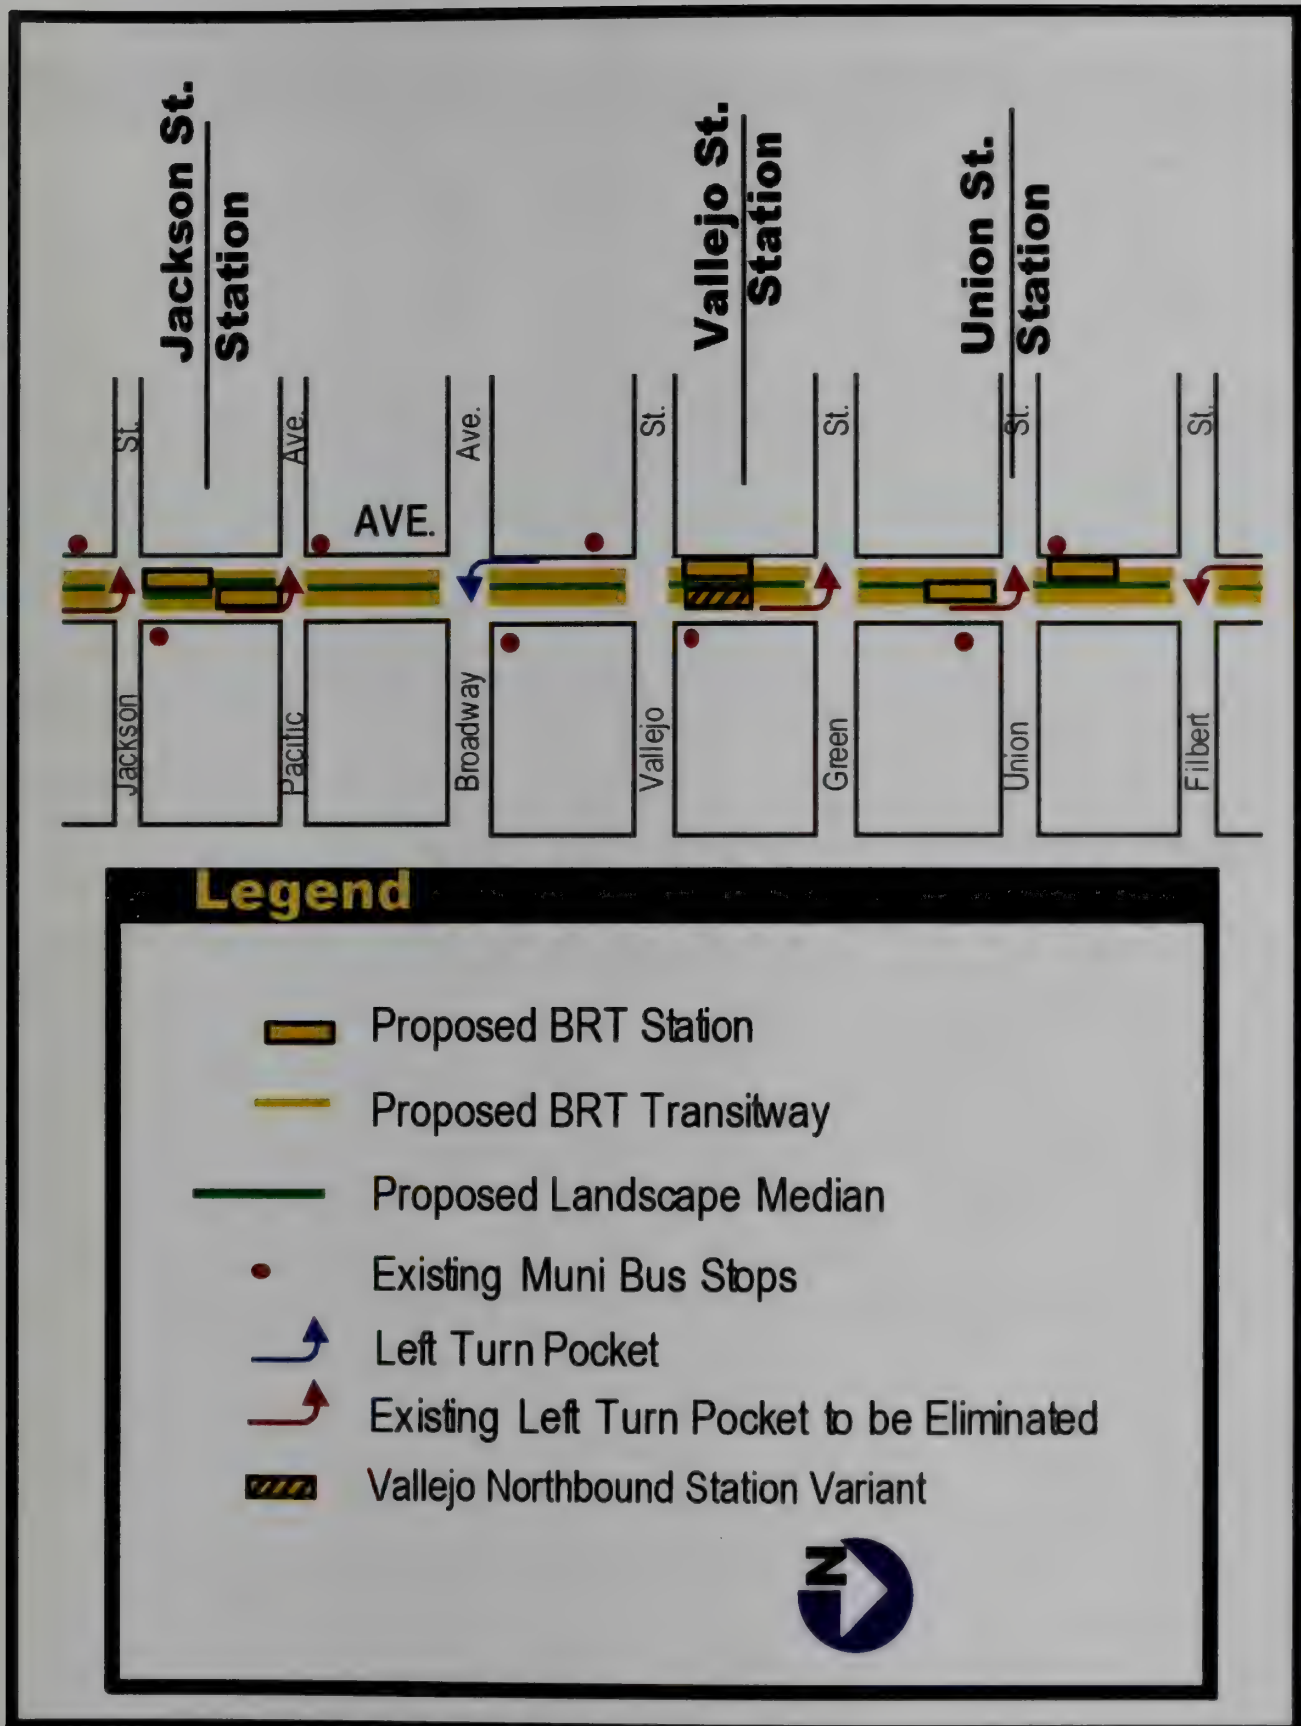 Jackson St.
Station
Vallejo St.
Station
Union St.
Station
St.
Ave.
Ave.
St.
St.
St.
St.
AVE.
Jackson
Pacific
Broadway
Vallejo
Green
Union
Filbert
Legend
Proposed BRT Station
Proposed BRT Transitway
Proposed Landscape Median
Existing Muni Bus Stops
Left Turn Pocket
Existing Left Turn Pocket to be Eliminated
Vallejo Northbound Station Variant
N